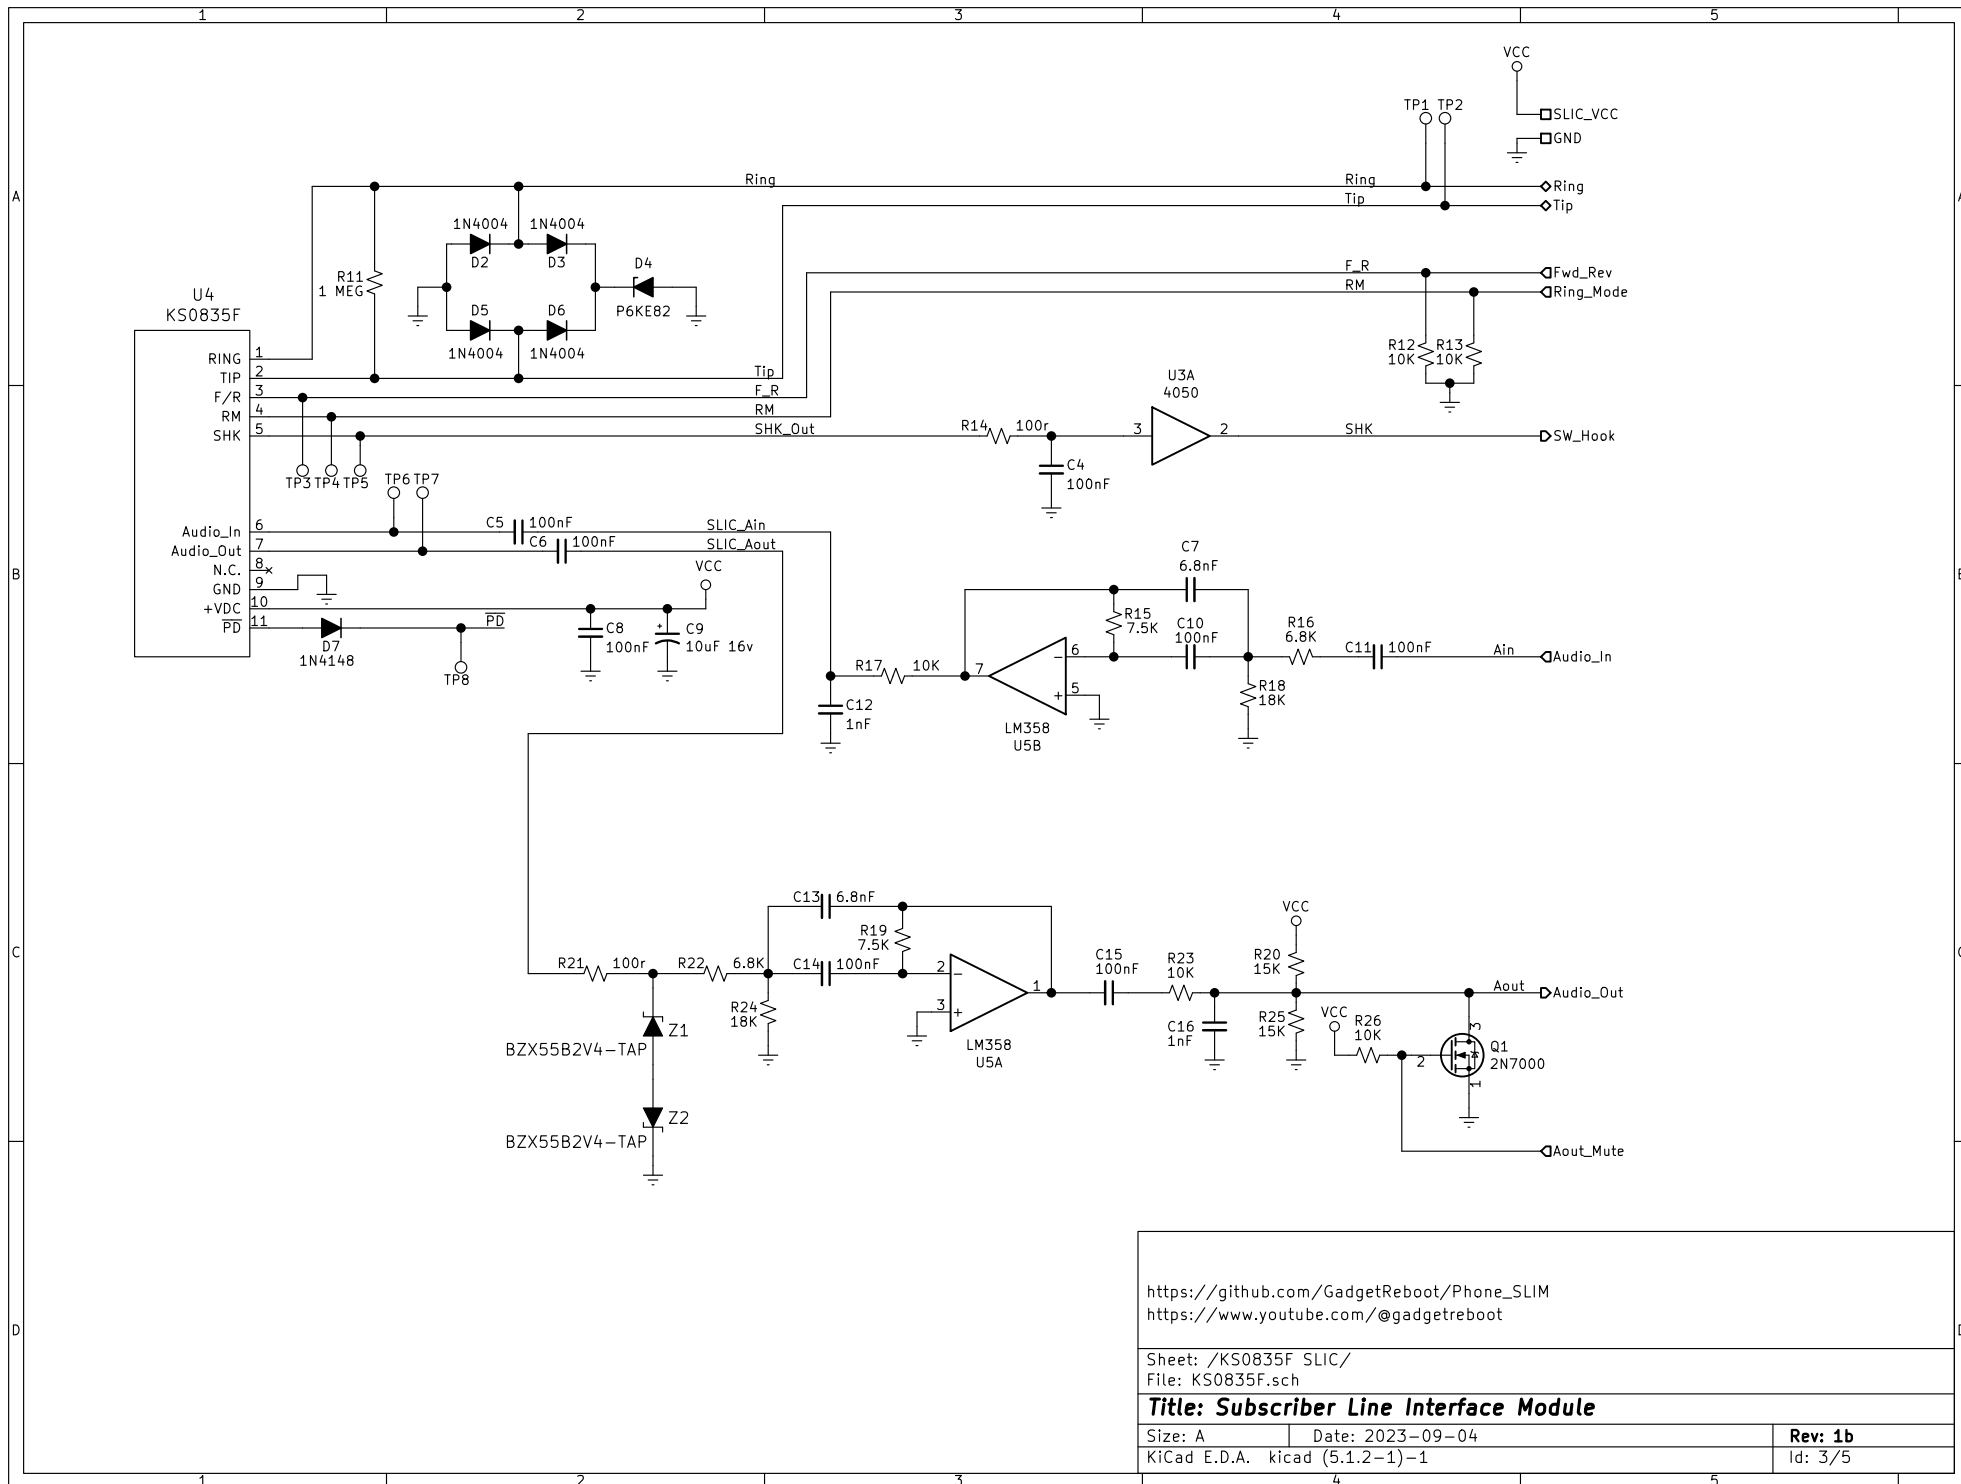 1 2 3 4 5
VCC
TP1 TP2
SLIC_VCC
GND
A
A
Ring Ring Ring
Tip Tip
1N4004 1N4004
D2 D3
D4
P6KE82
R11
1 MEG
D5 D6
1N4004 1N4004
F_R Fwd_Rev
RM Ring_Mode
R12 R13
10K 10K
U4
KS0835F
RING 1
TIP 2 Tip
F/R 3 F_R
RM 4 RM
SHK 5 SHK_Out
R14 100r
U3A
4050
3 2 SHK SW_Hook
C4
100nF
TP3 TP4 TP5
TP6 TP7
Audio_In 6 C5 100nF SLIC_Ain
Audio_Out 7 C6 100nF SLIC_Aout
N.C. 8
GND 9
+VDC 10
PD 11
VCC
PD
D7
1N4148
TP8
C8
100nF
C9
10uF 16v
+
B
B
C7
6.8nF
R15
7.5K
C10
100nF
R16
6.8K
C11 100nF Ain Audio_In
R17 10K 7
6 -
5 +
R18
18K
C12
1nF
LM358
U5B
C13 6.8nF
R19
7.5K
C
C
R21 100r R22 6.8K C14 100nF
2 -
3 +
1
R24
18K
LM358
U5A
C15
100nF
R23
10K
VCC
R20
15K
Aout Audio_Out
C16
1nF
R25
15K
VCC
R26
10K
2
3
1
Q1
2N7000
Z1
BZX55B2V4-TAP
Z2
BZX55B2V4-TAP
Aout_Mute
D
D
https://github.com/GadgetReboot/Phone_SLIM
https://www.youtube.com/@gadgetreboot
Sheet: /KS0835F SLIC/
File: KS0835F.sch
Title: Subscriber Line Interface Module
Size: A Date: 2023-09-04 Rev: 1b
KiCad E.D.A. kicad (5.1.2-1)-1 Id: 3/5
1 2 3 4 5